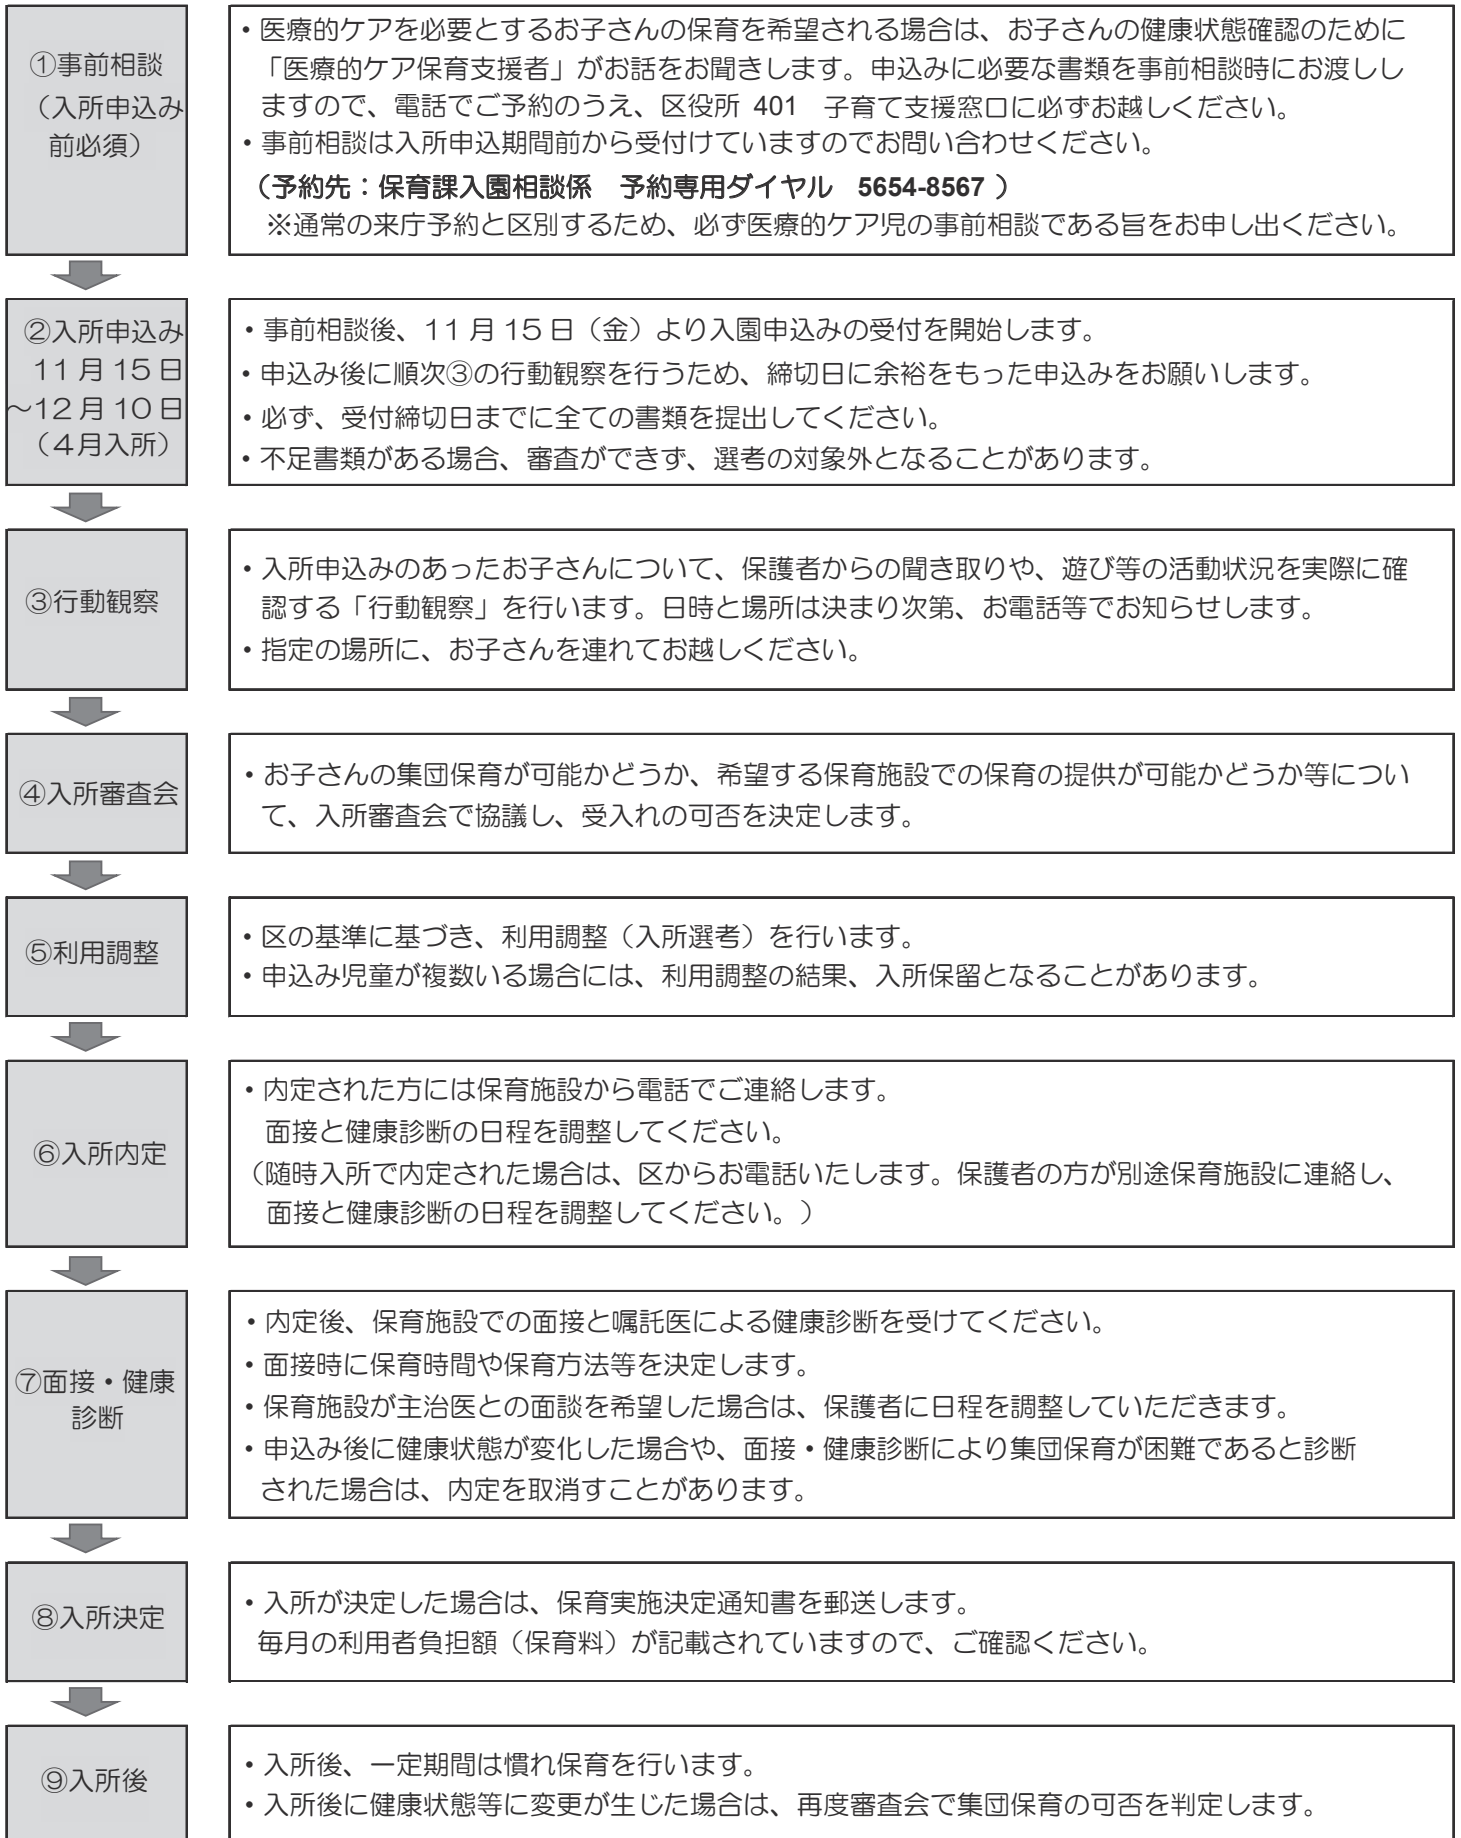 ①事前相談
（入所申込み
前必須）
・医療的ケアを必要とするお子さんの保育を希望される場合は、お子さんの健康状態確認のために
「医療的ケア保育支援者」がお話をお聞きします。申込みに必要な書類を事前相談時にお渡しし
ますので、電話でご予約のうえ、区役所 401 子育て支援窓口に必ずお越しください。
・事前相談は入所申込期間前から受付けていますのでお問い合わせください。
（予約先：保育課入園相談係　予約専用ダイヤル　5654-8567 ）
※通常の来庁予約と区別するため、必ず医療的ケア児の事前相談である旨をお申し出ください。
②入所申込み
11月15日
～12月10日
（4月入所）
・事前相談後、11月15日（金）より入園申込みの受付を開始します。
・申込み後に順次③の行動観察を行うため、締切日に余裕をもった申込みをお願いします。
・必ず、受付締切日までに全ての書類を提出してください。
・不足書類がある場合、審査ができず、選考の対象外となることがあります。
③行動観察
・入所申込みのあったお子さんについて、保護者からの聞き取りや、遊び等の活動状況を実際に確
認する「行動観察」を行います。日時と場所は決まり次第、お電話等でお知らせします。
・指定の場所に、お子さんを連れてお越しください。
④入所審査会
・お子さんの集団保育が可能かどうか、希望する保育施設での保育の提供が可能かどうか等につい
て、入所審査会で協議し、受入れの可否を決定します。
⑤利用調整
・区の基準に基づき、利用調整（入所選考）を行います。
・申込み児童が複数いる場合には、利用調整の結果、入所保留となることがあります。
⑥入所内定
・内定された方には保育施設から電話でご連絡します。
面接と健康診断の日程を調整してください。
（随時入所で内定された場合は、区からお電話いたします。保護者の方が別途保育施設に連絡し、
面接と健康診断の日程を調整してください。）
⑦面接・健康
診断
・内定後、保育施設での面接と嘱託医による健康診断を受けてください。
・面接時に保育時間や保育方法等を決定します。
・保育施設が主治医との面談を希望した場合は、保護者に日程を調整していただきます。
・申込み後に健康状態が変化した場合や、面接・健康診断により集団保育が困難であると診断
された場合は、内定を取消すことがあります。
⑧入所決定
・入所が決定した場合は、保育実施決定通知書を郵送します。
毎月の利用者負担額（保育料）が記載されていますので、ご確認ください。
⑨入所後
・入所後、一定期間は慣れ保育を行います。
・入所後に健康状態等に変更が生じた場合は、再度審査会で集団保育の可否を判定します。